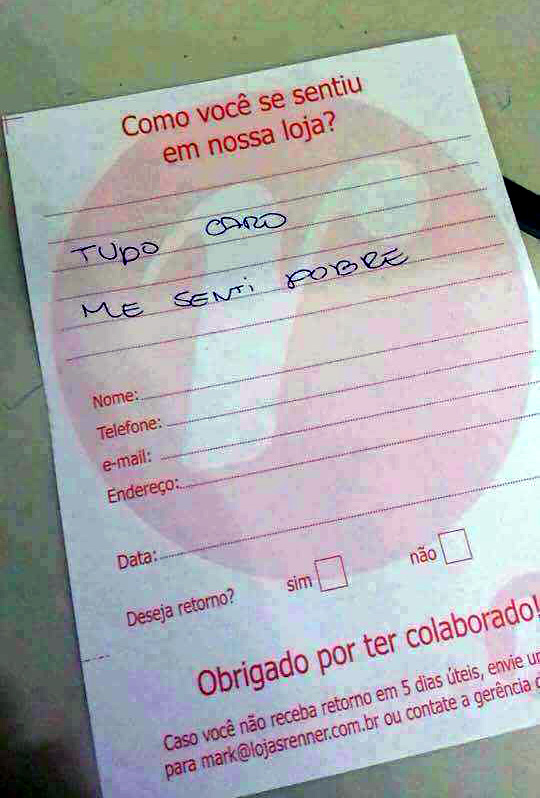 Como você se sentiu
em nossa loja?
TUDO CARO
ME SENTI POBRE
Nome:
Telefone:
e-mail:
Endereço:
Data:
Deseja retorno? sim não
Obrigado por ter colaborado!
Caso você não receba retorno em 5 dias úteis, envie um
para mark@lojasrenner.com.br ou contate a gerência